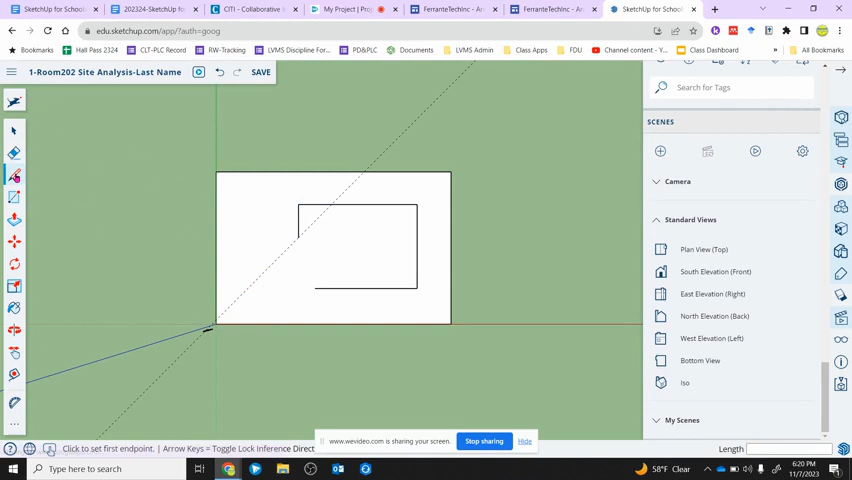 SketchUp for School
202324-SketchUp f
CITI - Collaborative I
My Project | Proj
FerranteTechInc - An
FerranteTechInc - An
SketchUp for School
edu.sketchup.com/app/?auth=goog
Bookmarks
Hall Pass 2324
CLT-PLC Record
RW-Tracking
LVMS Discipline For...
PD&PLC
Documents
LVMS Admin
Class Apps
FDU
Channel content - Y...
All Bookmarks
1-Room202 Site Analysis-Last Name
SAVE
Search for Tags
SCENES
Camera
Standard Views
Plan View (Top)
South Elevation (Front)
East Elevation (Right)
North Elevation (Back)
West Elevation (Left)
Bottom View
Iso
My Scenes
www.wevideo.com is sharing your screen.
Stop sharing
Hide
Click to set first endpoint. | Arrow Keys = Toggle Lock Inference Direct
Length
Type here to search
58°F Clear
6:20 PM
11/7/2023